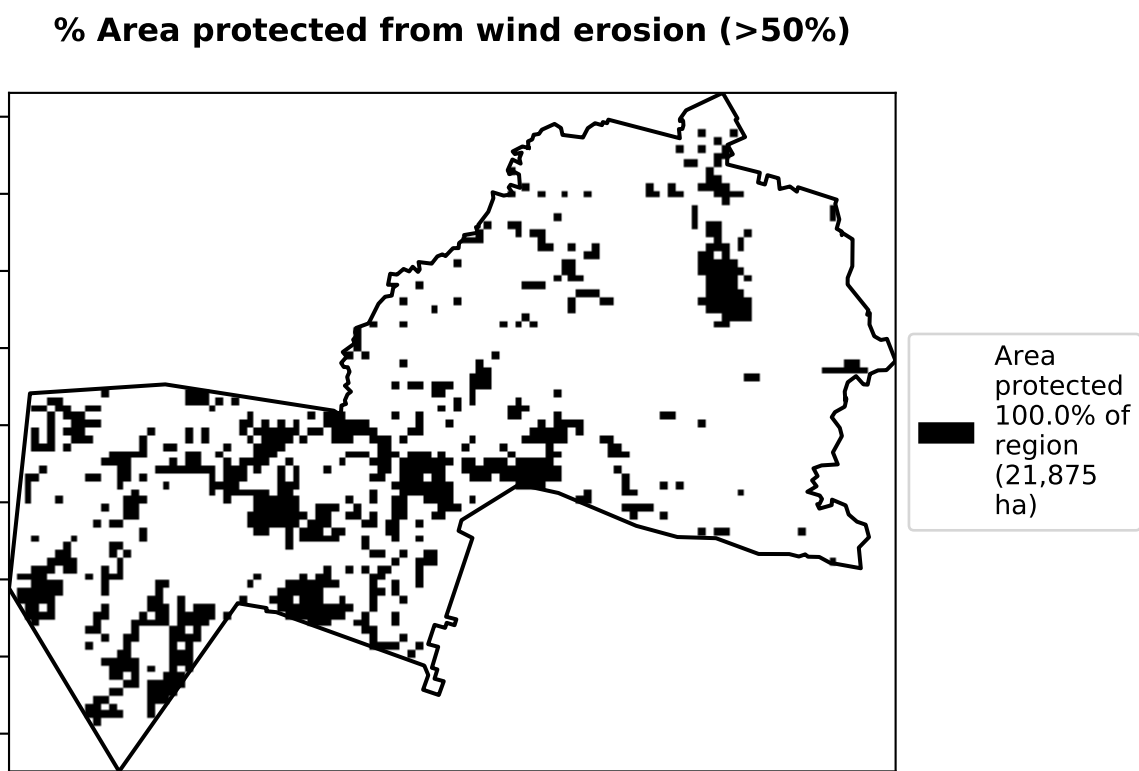 % Area protected from wind erosion (>50%)
Area
protected
100.0% of
region
(21,875
ha)